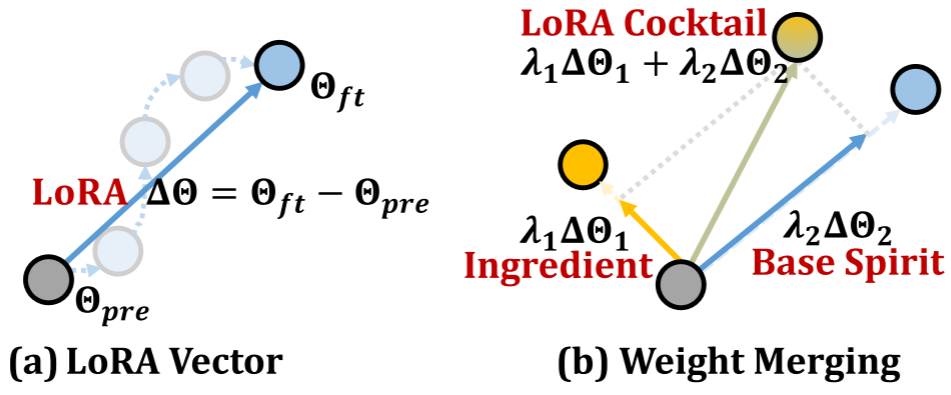 Θft
LoRA ΔΘ = Θft − Θpre
Θpre
(a) LoRA Vector
LoRA Cocktail
λ1ΔΘ1 + λ2ΔΘ2
λ1ΔΘ1
Ingredient
λ2ΔΘ2
Base Spirit
(b) Weight Merging